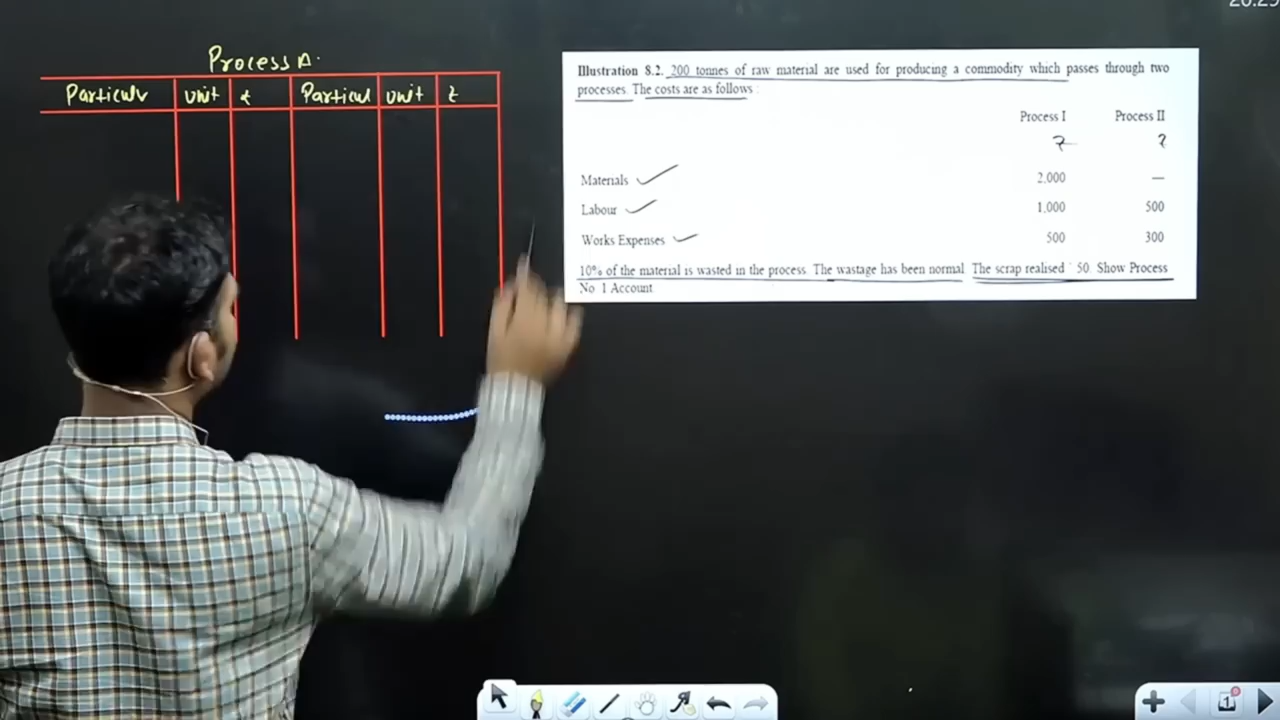 Process A.
Particulr unit ₹ Particul unit ₹
Illustration 8.2. 200 tonnes of raw material are used for producing a commodity which passes through two
processes. The costs are as follows :
Process I Process II
₹ ?
Materials 2,000 —
Labour 1,000 500
Works Expenses 500 300
10% of the material is wasted in the process. The wastage has been normal. The scrap realised ` 50. Show Process
No. 1 Account
1